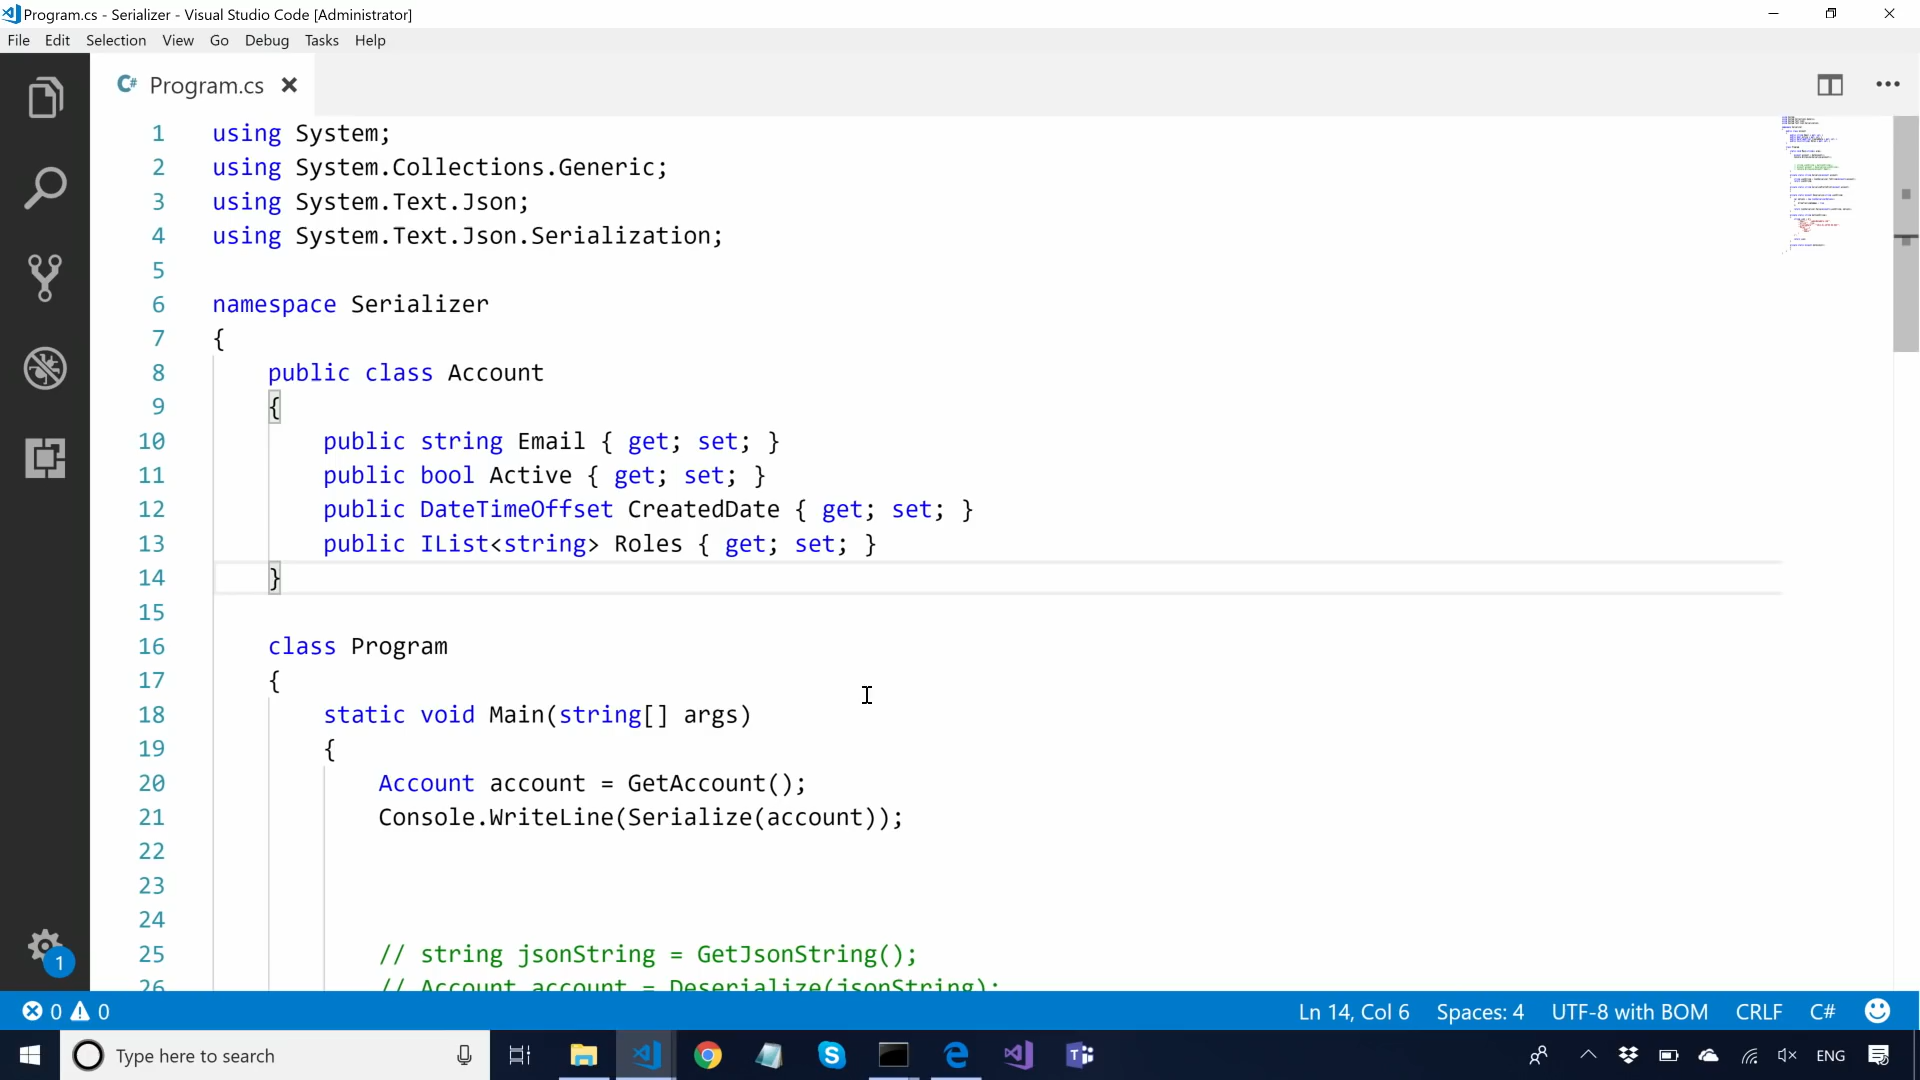 Program.cs - Serializer - Visual Studio Code [Administrator]
File Edit Selection View Go Debug Tasks Help
C# Program.cs
1 using System;
2 using System.Collections.Generic;
3 using System.Text.Json;
4 using System.Text.Json.Serialization;
5
6 namespace Serializer
7 {
8 public class Account
9 {
10 public string Email { get; set; }
11 public bool Active { get; set; }
12 public DateTimeOffset CreatedDate { get; set; }
13 public IList<string> Roles { get; set; }
14 }
15
16 class Program
17 {
18 static void Main(string[] args)
19 {
20 Account account = GetAccount();
21 Console.WriteLine(Serialize(account));
22
23
24
25 // string jsonString = GetJsonString();
26 // Account account = Deserialize(jsonString);
1
0 0 Ln 14, Col 6 Spaces: 4 UTF-8 with BOM CRLF C#
Type here to search ENG